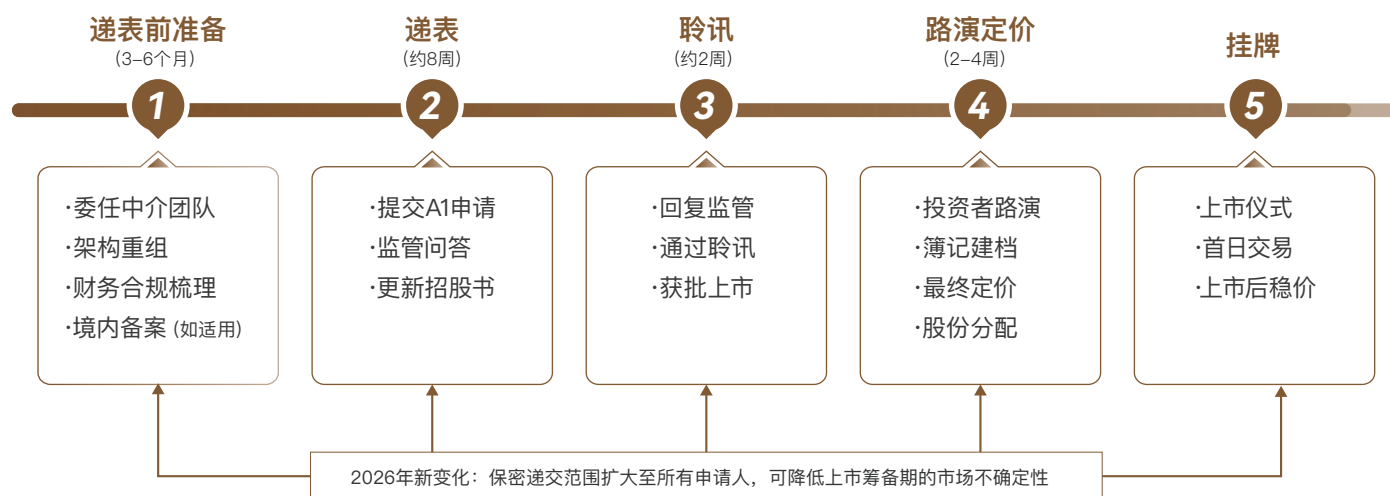 递表前准备
(3–6个月)
1
·委任中介团队
·架构重组
·财务合规梳理
·境内备案 (如适用)
递表
(约8周)
2
·提交A1申请
·监管问答
·更新招股书
聆讯
(约2周)
3
·回复监管
·通过聆讯
·获批上市
路演定价
(2–4周)
4
·投资者路演
·簿记建档
·最终定价
·股份分配
挂牌
5
·上市仪式
·首日交易
·上市后稳价
2026年新变化：保密递交范围扩大至所有申请人，可降低上市筹备期的市场不确定性